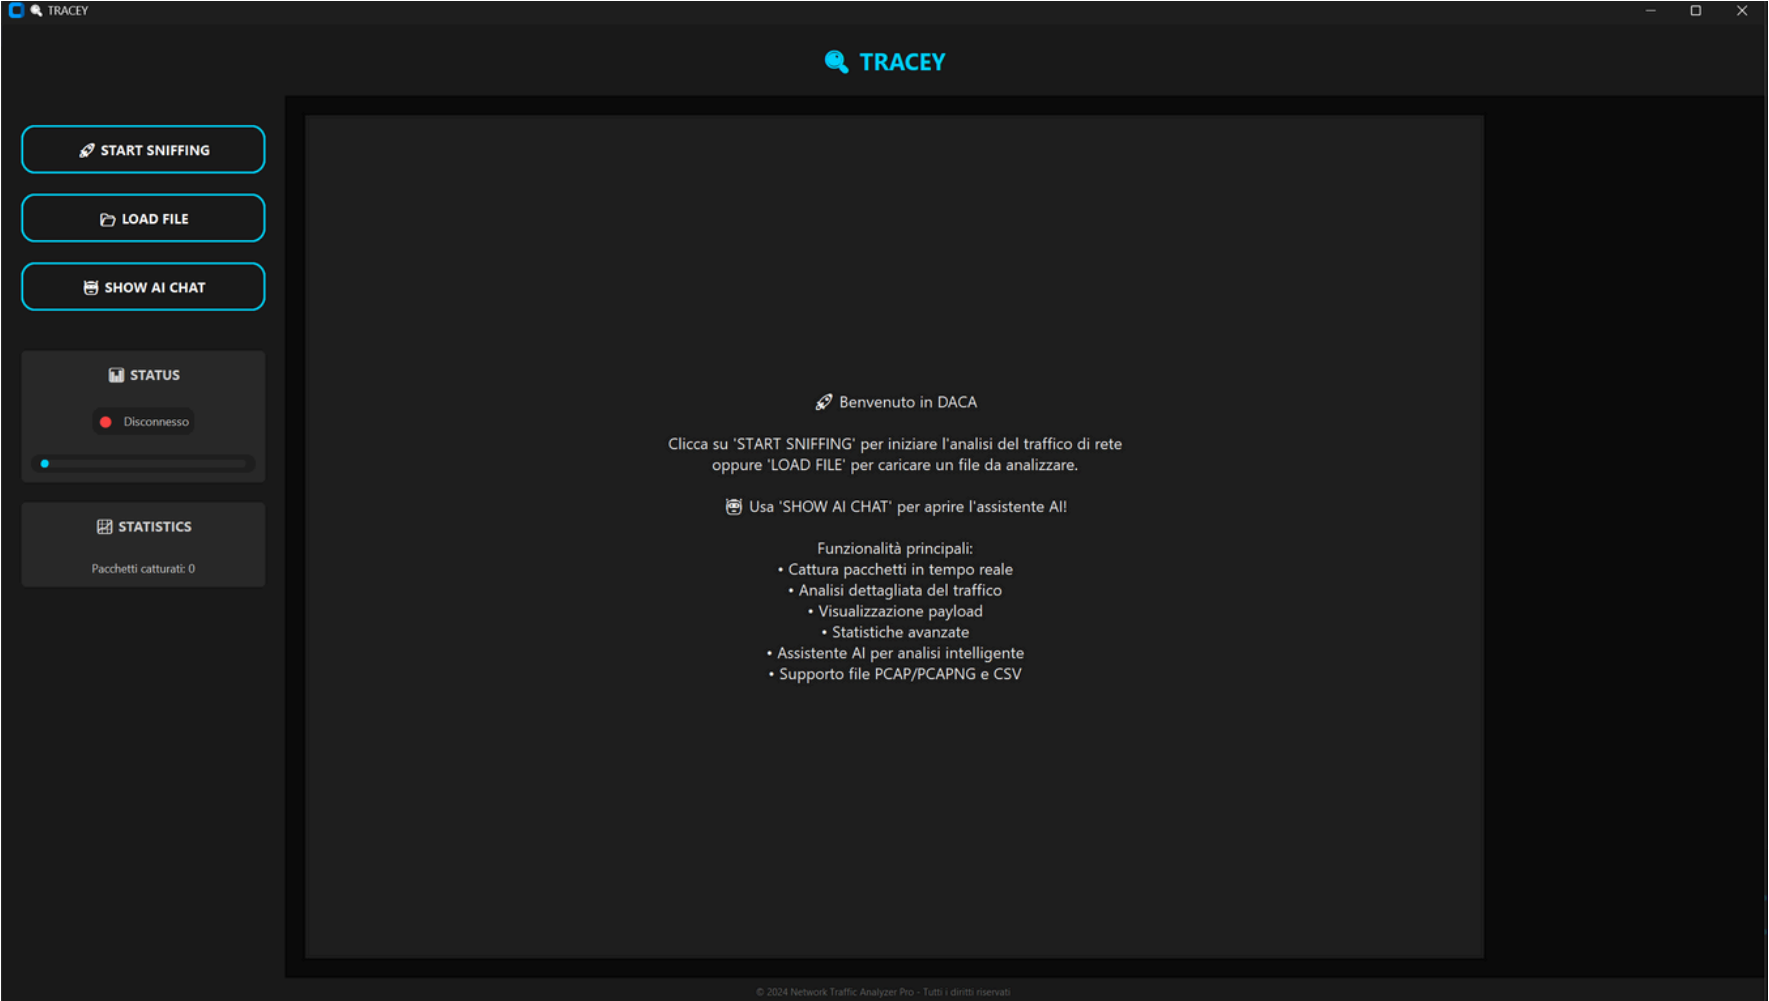 TRACEY
TRACEY
START SNIFFING
LOAD FILE
SHOW AI CHAT
STATUS
Disconnesso
STATISTICS
Pacchetti catturati: 0
Benvenuto in DACA
Clicca su 'START SNIFFING' per iniziare l'analisi del traffico di rete
oppure 'LOAD FILE' per caricare un file da analizzare.
Usa 'SHOW AI CHAT' per aprire l'assistente AI!
Funzionalità principali:
• Cattura pacchetti in tempo reale
• Analisi dettagliata del traffico
• Visualizzazione payload
• Statistiche avanzate
• Assistente AI per analisi intelligente
• Supporto file PCAP/PCAPNG e CSV
© 2024 Network Traffic Analyzer Pro - Tutti i diritti riservati